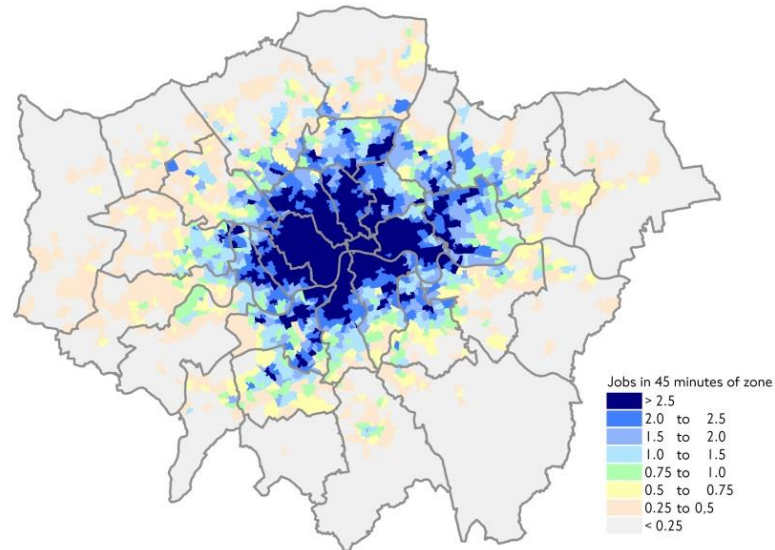 Jobs in 45 minutes of zone
> 2.5
2.0 to 2.5
1.5 to 2.0
1.0 to 1.5
0.75 to 1.0
0.5 to 0.75
0.25 to 0,5
< 0.25